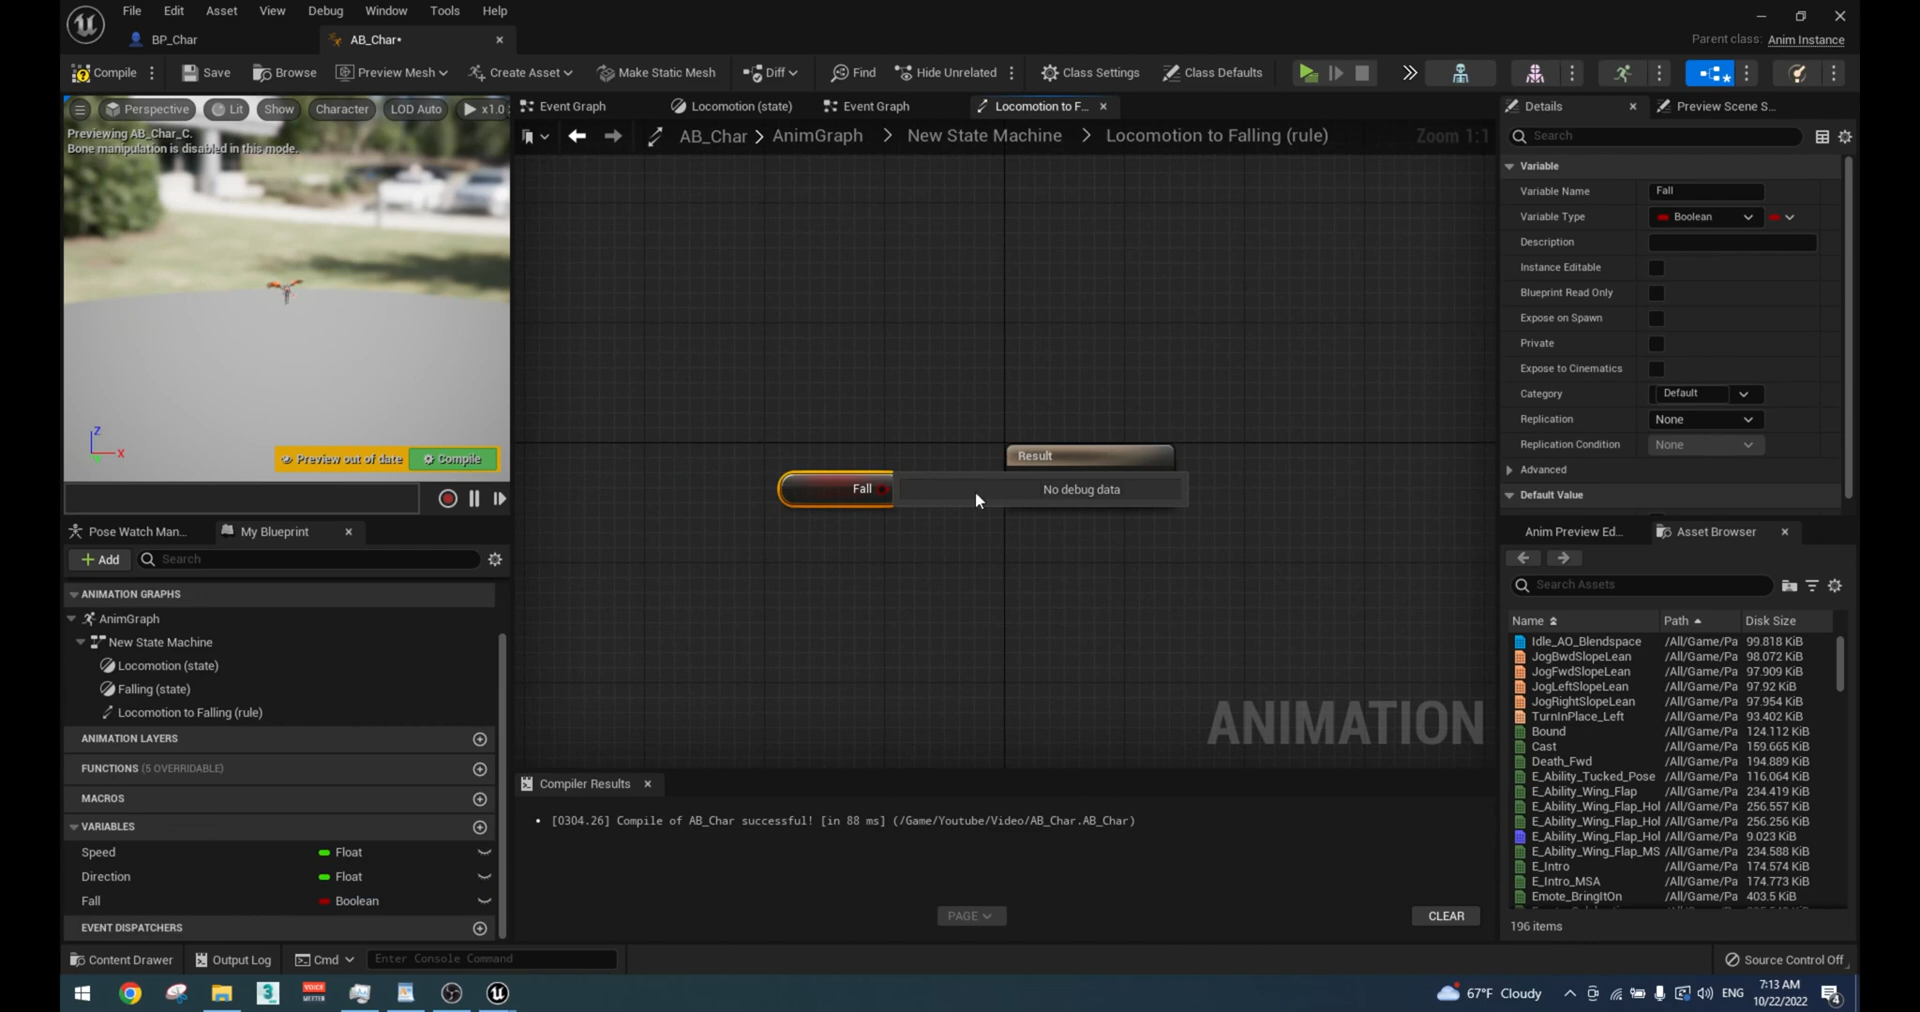 File Edit Asset View Debug Window Tools Help
BP_Char AB_Char•
Parent class: Anim Instance
Compile Save Browse Preview Mesh Create Asset Make Static Mesh Diff Find Hide Unrelated Class Settings Class Defaults
Perspective Lit Show Character LOD Auto x1.0
Previewing AB_Char_C.
Bone manipulation is disabled in this mode.
Z
X
Preview out of date Compile
Event Graph Locomotion (state) Event Graph Locomotion to F...
AB_Char > AnimGraph > New State Machine > Locomotion to Falling (rule) Zoom 1:1
Result
Fall No debug data
ANIMATION
Details Preview Scene S...
Search
Variable
Variable Name Fall
Variable Type Boolean
Description
Instance Editable
Blueprint Read Only
Expose on Spawn
Private
Expose to Cinematics
Category Default
Replication None
Replication Condition None
Advanced
Default Value
Pose Watch Man... My Blueprint
Add Search
ANIMATION GRAPHS
AnimGraph
New State Machine
Locomotion (state)
Falling (state)
Locomotion to Falling (rule)
ANIMATION LAYERS
FUNCTIONS (5 OVERRIDABLE)
MACROS
VARIABLES
Speed Float
Direction Float
Fall Boolean
EVENT DISPATCHERS
Compiler Results
• [0304.26] Compile of AB_Char successful! [in 88 ms] (/Game/Youtube/Video/AB_Char.AB_Char)
PAGE CLEAR
Anim Preview Ed... Asset Browser
Search Assets
Name Path Disk Size
Idle_AO_Blendspace /All/Game/Pa 99.818 KiB
JogBwdSlopeLean /All/Game/Pa 98.072 KiB
JogFwdSlopeLean /All/Game/Pa 97.909 KiB
JogLeftSlopeLean /All/Game/Pa 97.92 KiB
JogRightSlopeLean /All/Game/Pa 97.954 KiB
TurnInPlace_Left /All/Game/Pa 93.402 KiB
Bound /All/Game/Pa 124.112 KiB
Cast /All/Game/Pa 159.665 KiB
Death_Fwd /All/Game/Pa 194.889 KiB
E_Ability_Tucked_Pose /All/Game/Pa 116.064 KiB
E_Ability_Wing_Flap /All/Game/Pa 234.419 KiB
E_Ability_Wing_Flap_Hol /All/Game/Pa 256.557 KiB
E_Ability_Wing_Flap_Hol /All/Game/Pa 256.256 KiB
E_Ability_Wing_Flap_Hol /All/Game/Pa 9.023 KiB
E_Ability_Wing_Flap_MS /All/Game/Pa 234.588 KiB
E_Intro /All/Game/Pa 174.574 KiB
E_Intro_MSA /All/Game/Pa 174.773 KiB
Emote_BringItOn /All/Game/Pa 403.5 KiB
196 items
Content Drawer Output Log Cmd Enter Console Command Source Control Off
67°F Cloudy ENG 7:13 AM
10/22/2022
4